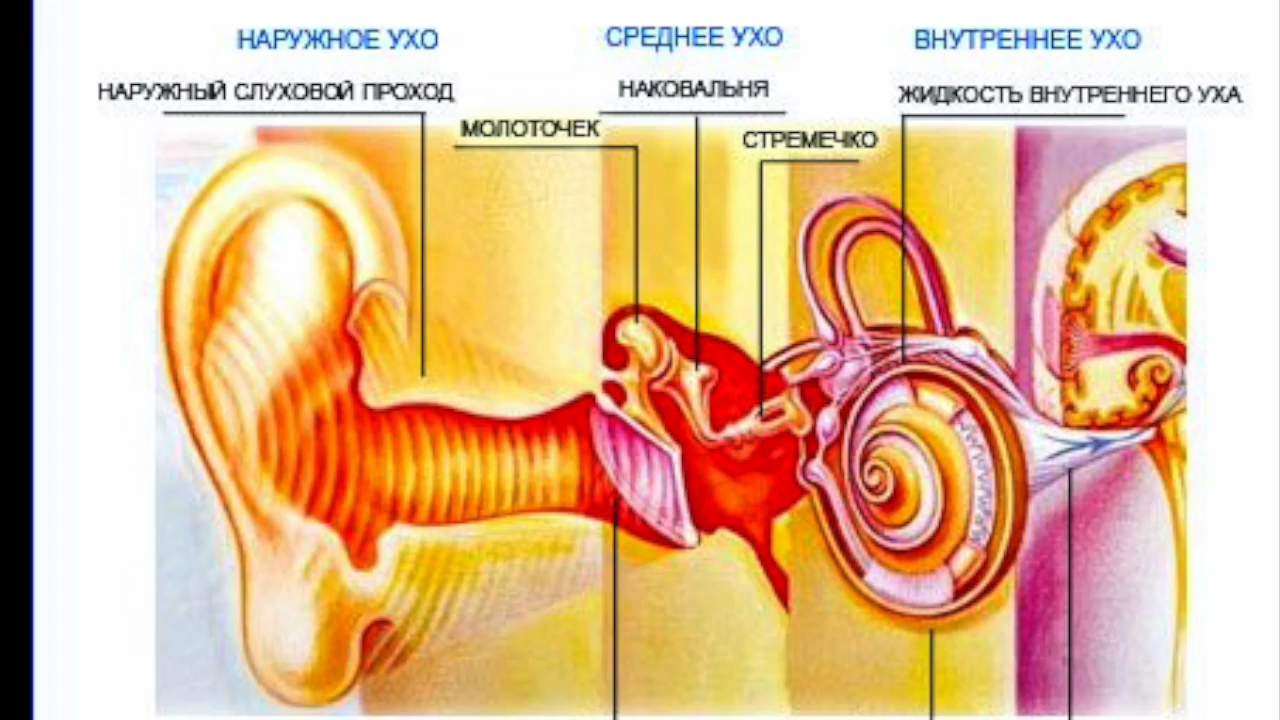 НАРУЖНОЕ УХО
СРЕДНЕЕ УХО
ВНУТРЕННЕЕ УХО
НАРУЖНЫЙ СЛУХОВОЙ ПРОХОД
НАКОВАЛЬНЯ
ЖИДКОСТЬ ВНУТРЕННЕГО УХА
МОЛОТОЧЕК
СТРЕМЕЧКО